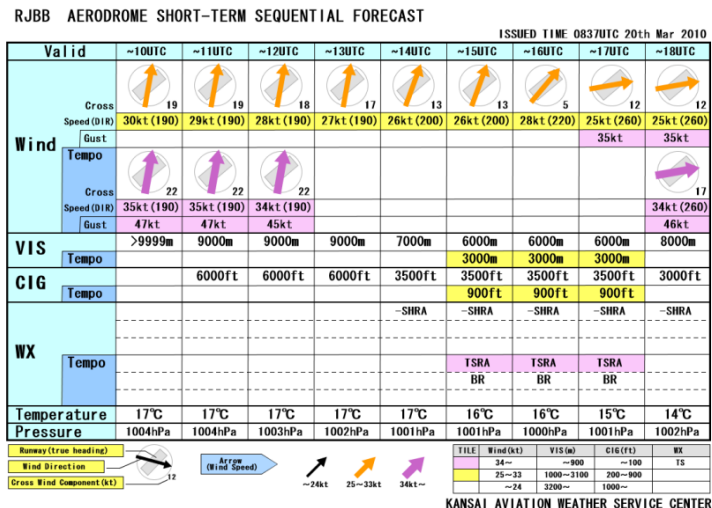 RJBB AERODROME SHORT-TERM SEQUENTIAL FORECAST
ISSUED TIME 0837UTC 20th Mar 2010
Valid ~10UTC ~11UTC ~12UTC ~13UTC ~14UTC ~15UTC ~16UTC ~17UTC ~18UTC
Wind
Cross 19 19 18 17 13 13 5 12 12
Speed(DIR) 30kt(190) 29kt(190) 28kt(190) 27kt(190) 26kt(200) 26kt(200) 28kt(220) 25kt(260) 25kt(260)
Gust 35kt 35kt
Tempo
Cross 22 22 22 17
Speed(DIR) 35kt(190) 35kt(190) 34kt(190) 34kt(260)
Gust 47kt 47kt 45kt 46kt
VIS >9999m 9000m 9000m 9000m 7000m 6000m 6000m 6000m 8000m
Tempo 3000m 3000m 3000m
CIG 6000ft 6000ft 6000ft 3500ft 3500ft 3500ft 3500ft 3000ft
Tempo 900ft 900ft 900ft
WX -SHRA -SHRA -SHRA -SHRA -SHRA
Tempo TSRA TSRA TSRA
BR BR BR
Temperature 17℃ 17℃ 17℃ 17℃ 17℃ 16℃ 16℃ 15℃ 14℃
Pressure 1004hPa 1004hPa 1003hPa 1002hPa 1001hPa 1001hPa 1000hPa 1001hPa 1002hPa
Runway(true heading)
Wind Direction
Cross Wind Component(kt)
12
Arrow
(Wind Speed)
~24kt 25~33kt 34kt~
TILE Wind(kt) VIS(m) CIG(ft) WX
34~ ~900 ~100 TS
25~33 1000~3100 200~900
~24 3200~ 1000~
KANSAI AVIATION WEATHER SERVICE CENTER